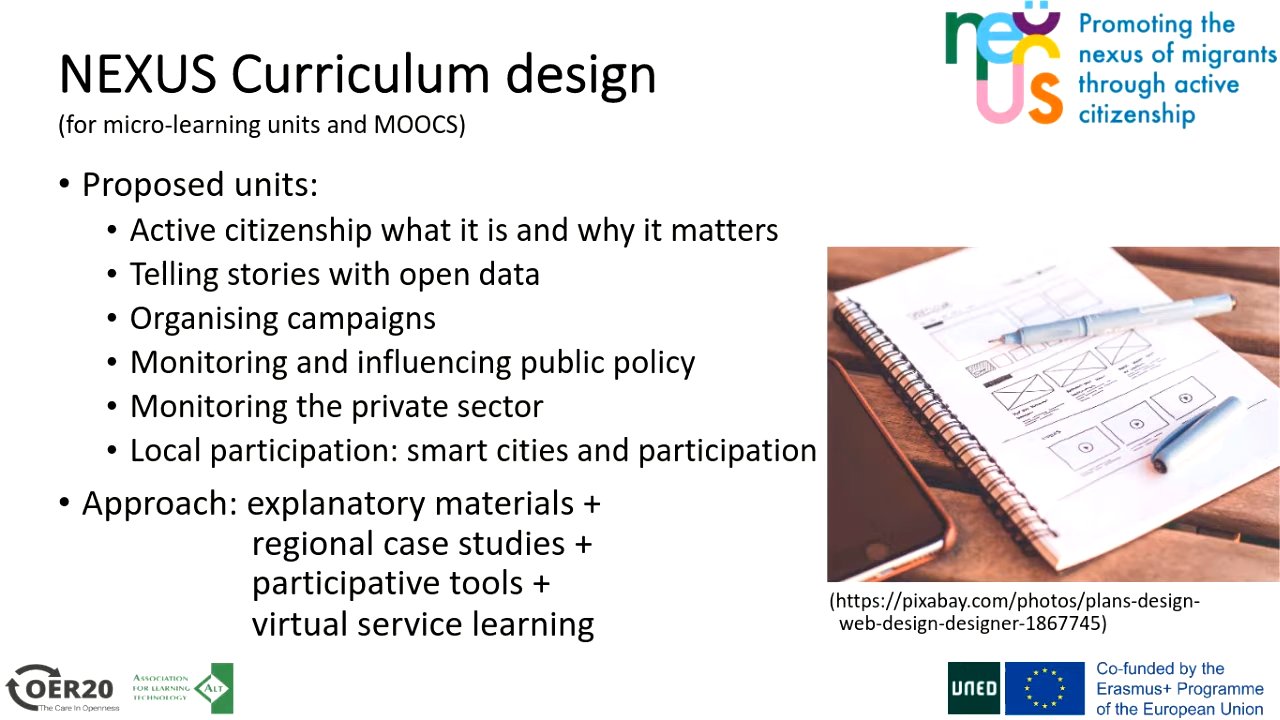 nexus
Promoting the
nexus of migrants
through active
citizenship
NEXUS Curriculum design
(for micro-learning units and MOOCS)
• Proposed units:
• Active citizenship what it is and why it matters
• Telling stories with open data
• Organising campaigns
• Monitoring and influencing public policy
• Monitoring the private sector
• Local participation: smart cities and participation
• Approach: explanatory materials +
regional case studies +
participative tools +
virtual service learning
(https://pixabay.com/photos/plans-design-
web-design-designer-1867745)
OER20
The Care In Openness
ASSOCIATION
FOR LEARNING
TECHNOLOGY
ALT
UNED
Co-funded by the
Erasmus+ Programme
of the European Union